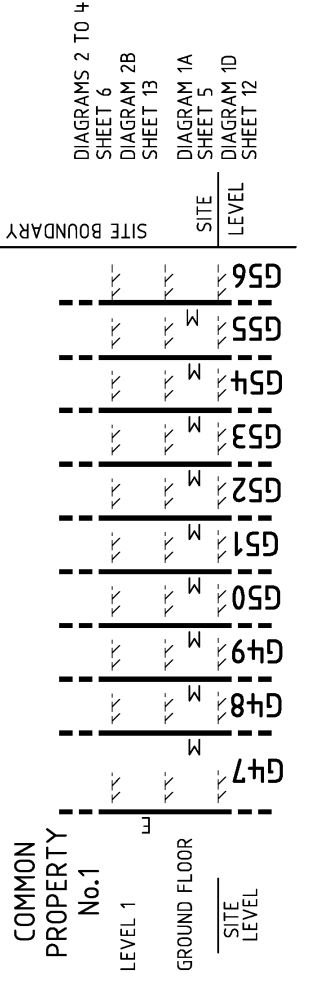 DIAGRAMS 2 TO 4
SHEET 6
DIAGRAM 2B
SHEET 13
DIAGRAM 1A
SHEET 5
DIAGRAM 1D
SHEET 12
SITE BOUNDARY
SITE
LEVEL
G56
M
G55
M
G54
M
G53
M
G52
M
G51
M
G50
M
G49
M
G48
M
G47
E
COMMON
PROPERTY
No.1
LEVEL 1
GROUND FLOOR
SITE
LEVEL